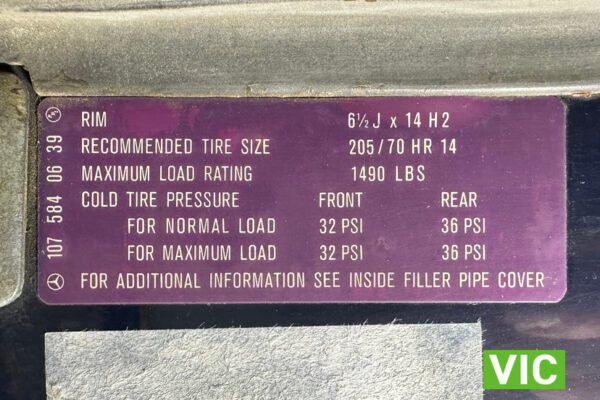 RIM 6½ J x 14 H2
RECOMMENDED TIRE SIZE 205/70 HR 14
MAXIMUM LOAD RATING 1490 LBS
COLD TIRE PRESSURE FRONT REAR
FOR NORMAL LOAD 32 PSI 36 PSI
FOR MAXIMUM LOAD 32 PSI 36 PSI
FOR ADDITIONAL INFORMATION SEE INSIDE FILLER PIPE COVER
107 584 06 39
VIC